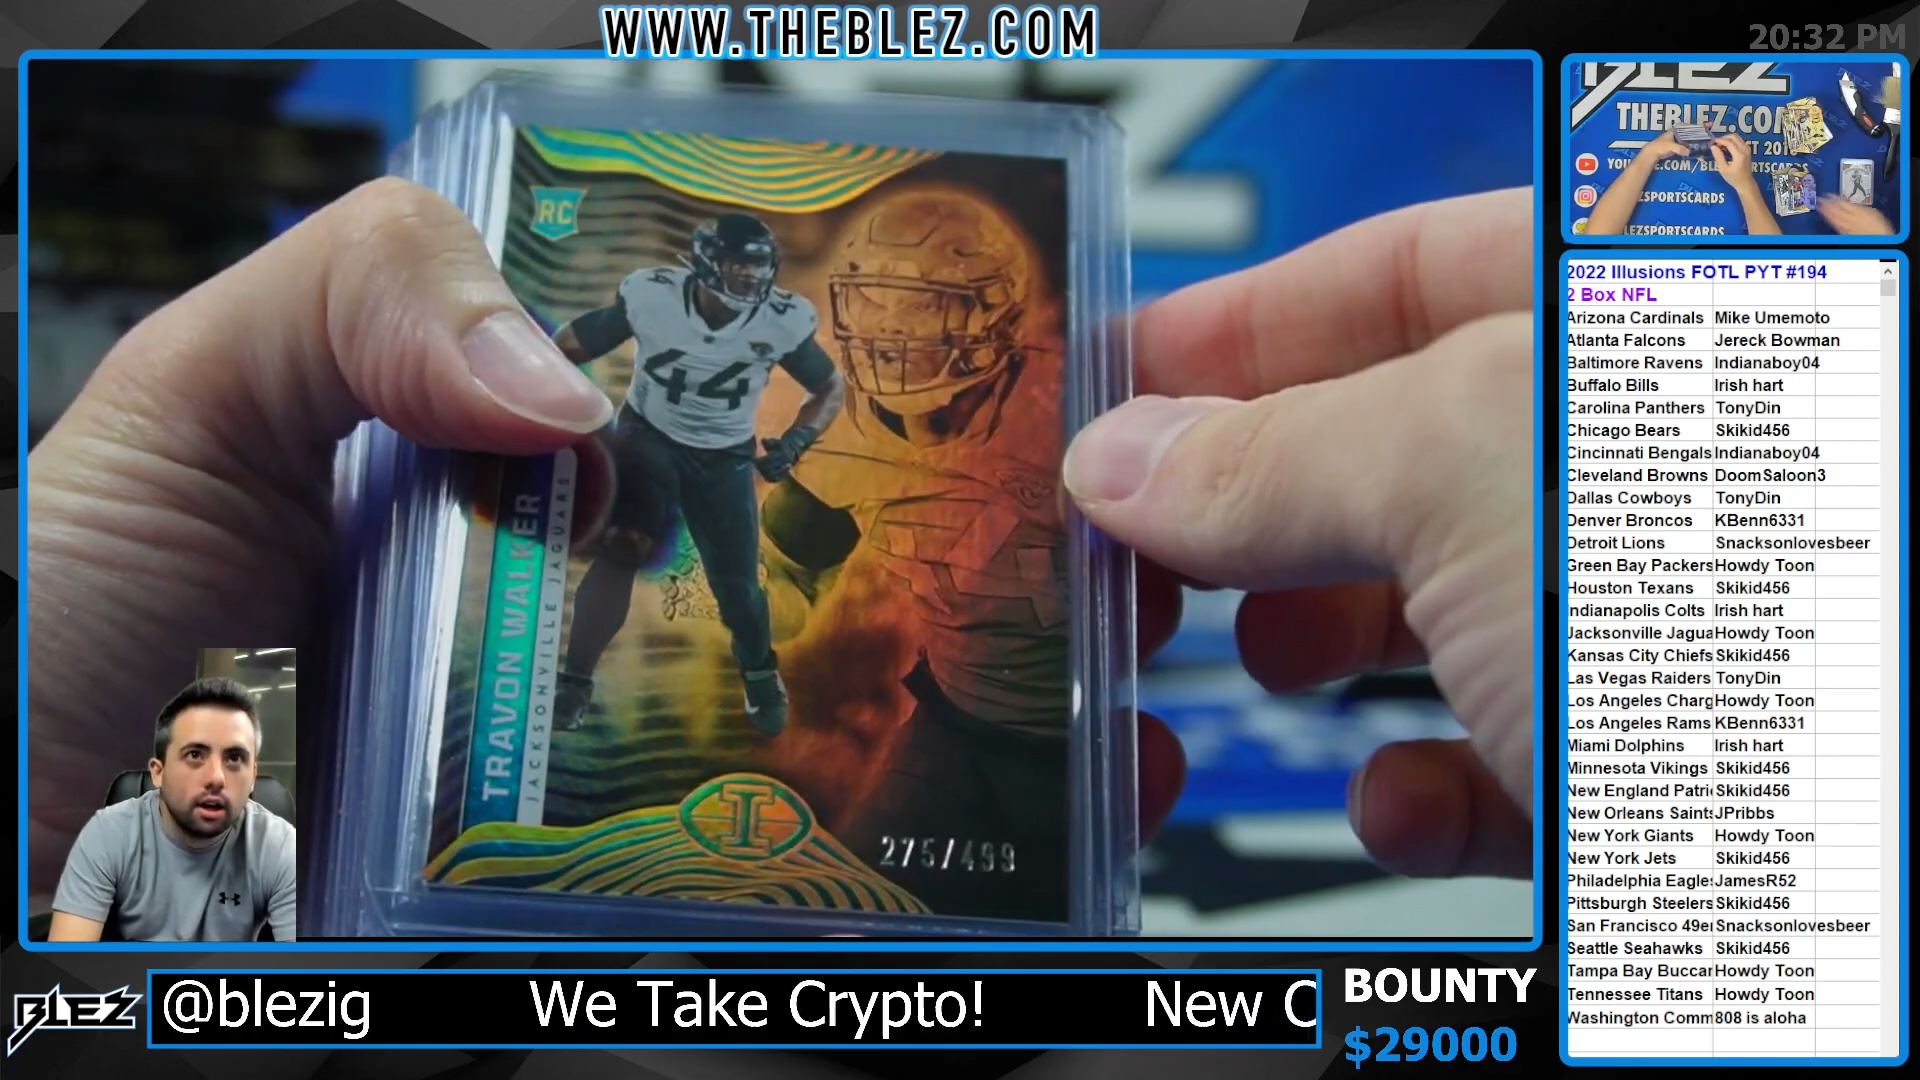 WWW.THEBLEZ.COM
20:32 PM
RC
44
44
TRAVON WALKER
JACKSONVILLE JAGUARS
I
275/499
BLEZ
THEBLEZ.COM
2022 Illusions FOTL PYT #194
2 Box NFL
Arizona Cardinals Mike Umemoto
Atlanta Falcons Jereck Bowman
Baltimore Ravens Indianaboy04
Buffalo Bills Irish hart
Carolina Panthers TonyDin
Chicago Bears Skikid456
Cincinnati Bengals Indianaboy04
Cleveland Browns DoomSaloon3
Dallas Cowboys TonyDin
Denver Broncos KBenn6331
Detroit Lions Snacksonlovesbeer
Green Bay Packers Howdy Toon
Houston Texans Skikid456
Indianapolis Colts Irish hart
Jacksonville Jagua Howdy Toon
Kansas City Chiefs Skikid456
Las Vegas Raiders TonyDin
Los Angeles Charg Howdy Toon
Los Angeles Rams KBenn6331
Miami Dolphins Irish hart
Minnesota Vikings Skikid456
New England Patri Skikid456
New Orleans Saints JPribbs
New York Giants Howdy Toon
New York Jets Skikid456
Philadelphia Eagles JamesR52
Pittsburgh Steelers Skikid456
San Francisco 49e Snacksonlovesbeer
Seattle Seahawks Skikid456
Tampa Bay Buccan Howdy Toon
Tennessee Titans Howdy Toon
Washington Comm 808 is aloha
BLEZ
@blezig We Take Crypto! New C
BOUNTY
$29000